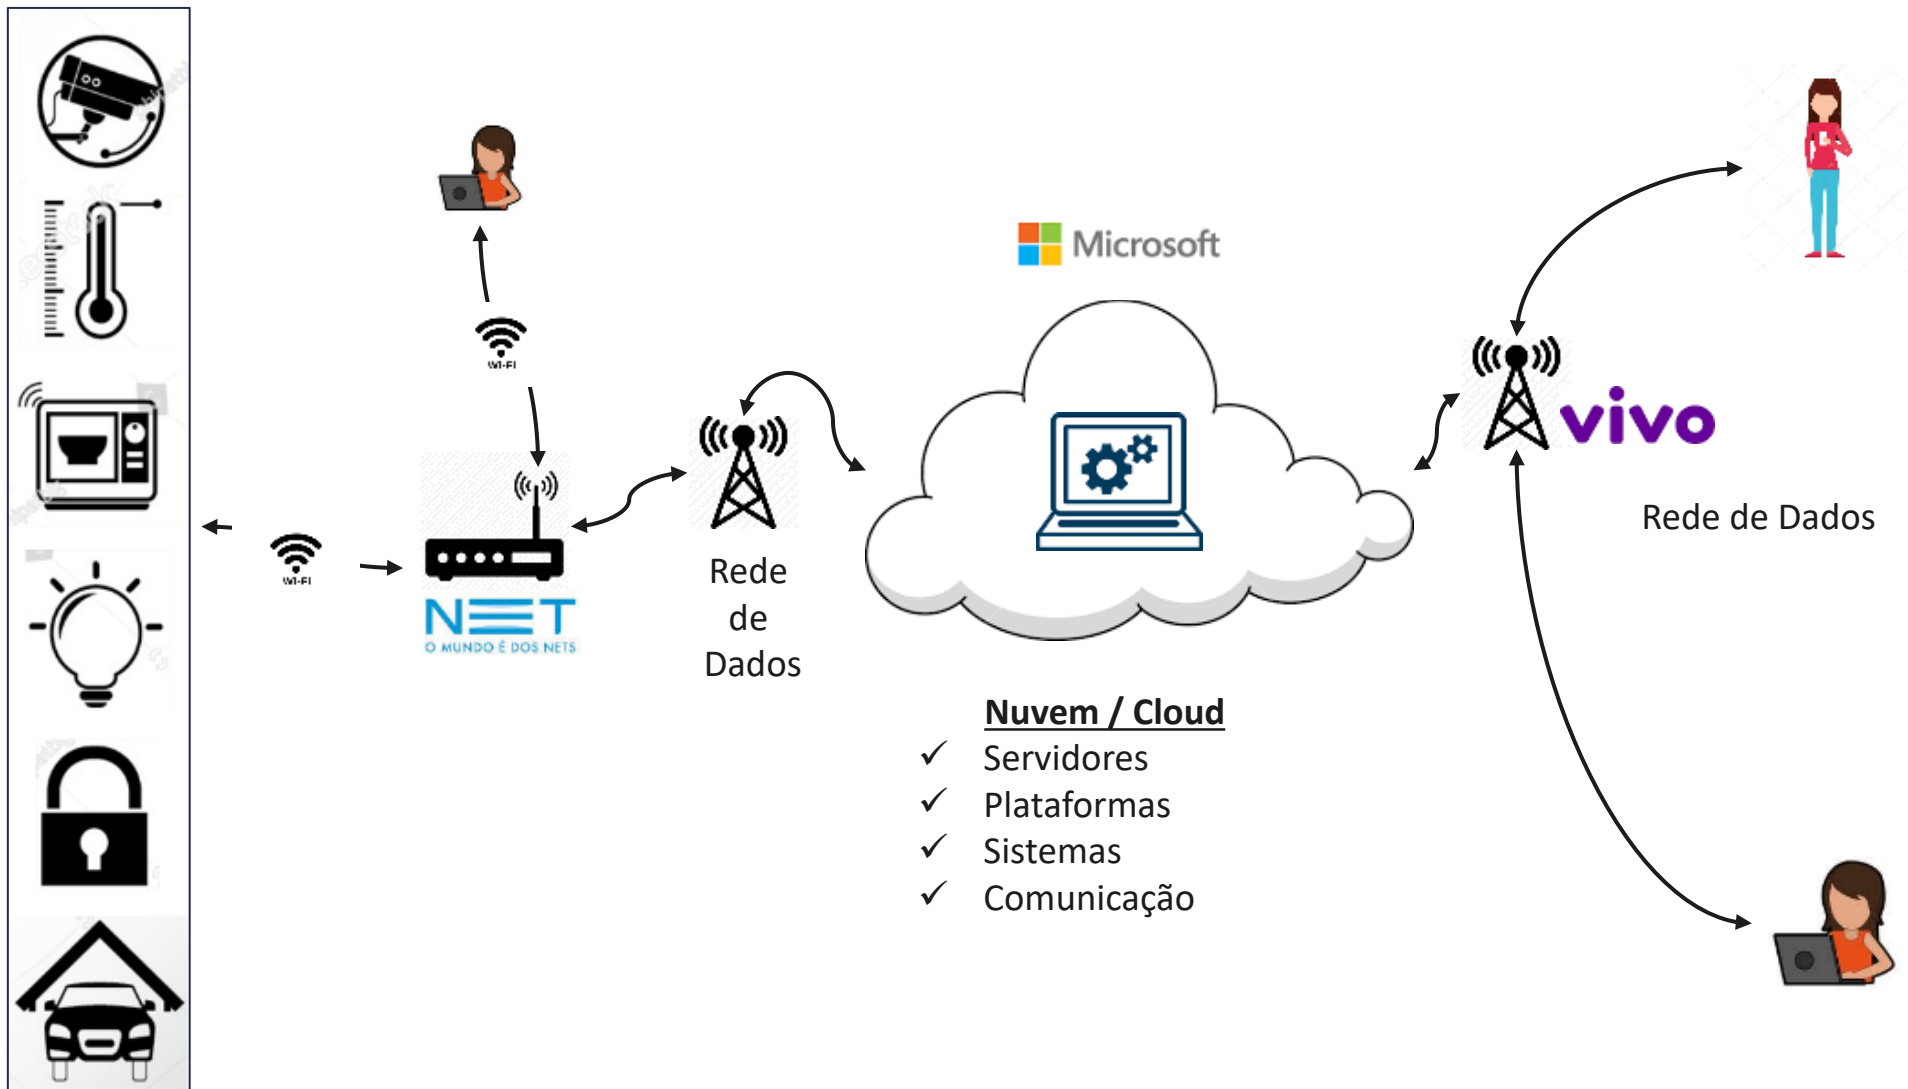 Microsoft
WI-FI
vivo
Rede de Dados
WI-FI
NET
O MUNDO É DOS NETS
Rede
de
Dados
Nuvem / Cloud
✓ Servidores
✓ Plataformas
✓ Sistemas
✓ Comunicação